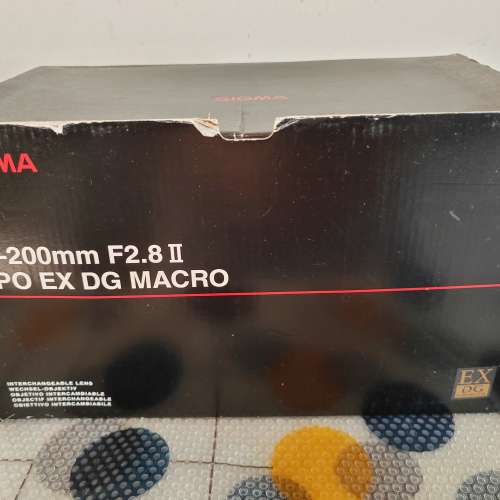 SIGMA
MA
-200mm F2.8 II
PO EX DG MACRO
INTERCHANGEABLE LENS
WECHSEL-OBJEKTIV
OBJETIVO INTERCAMBIABLE
OBJECTIF INTERCHANGEABLE
OBIETTIVO INTERCAMBIABILE
EX
DG